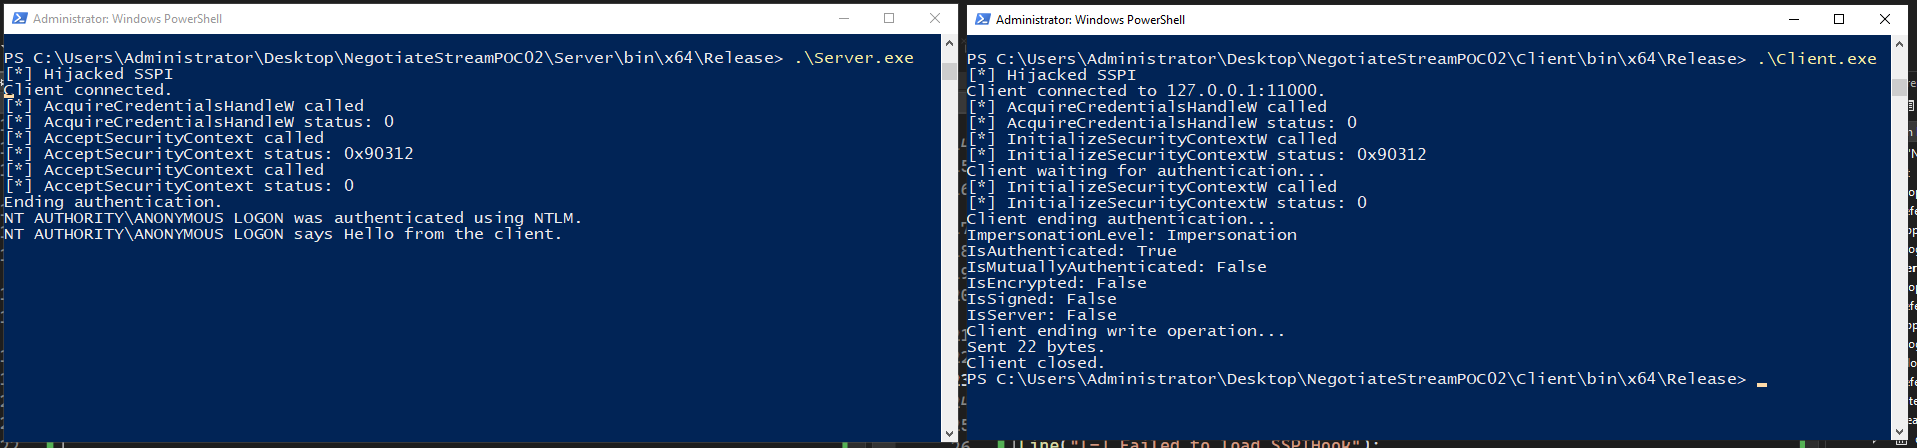 Administrator: Windows PowerShell
PS C:\Users\Administrator\Desktop\NegotiateStreamPOC02\Server\bin\x64\Release> .\Server.exe
[*] Hijacked SSPI
Client connected.
[*] AcquireCredentialsHandleW called
[*] AcquireCredentialsHandleW status: 0
[*] AcceptSecurityContext called
[*] AcceptSecurityContext status: 0x90312
[*] AcceptSecurityContext called
[*] AcceptSecurityContext status: 0
Ending authentication.
NT AUTHORITY\ANONYMOUS LOGON was authenticated using NTLM.
NT AUTHORITY\ANONYMOUS LOGON says Hello from the client.
Administrator: Windows PowerShell
PS C:\Users\Administrator\Desktop\NegotiateStreamPOC02\Client\bin\x64\Release> .\Client.exe
[*] Hijacked SSPI
Client connected to 127.0.0.1:11000.
[*] AcquireCredentialsHandleW called
[*] AcquireCredentialsHandleW status: 0
[*] InitializeSecurityContextW called
[*] InitializeSecurityContextW status: 0x90312
Client waiting for authentication...
[*] InitializeSecurityContextW called
[*] InitializeSecurityContextW status: 0
Client ending authentication...
ImpersonationLevel: Impersonation
IsAuthenticated: True
IsMutuallyAuthenticated: False
IsEncrypted: False
IsSigned: False
IsServer: False
Client ending write operation...
Sent 22 bytes.
Client closed.
PS C:\Users\Administrator\Desktop\NegotiateStreamPOC02\Client\bin\x64\Release>
Line("[-] Failed to load SSPIHook");